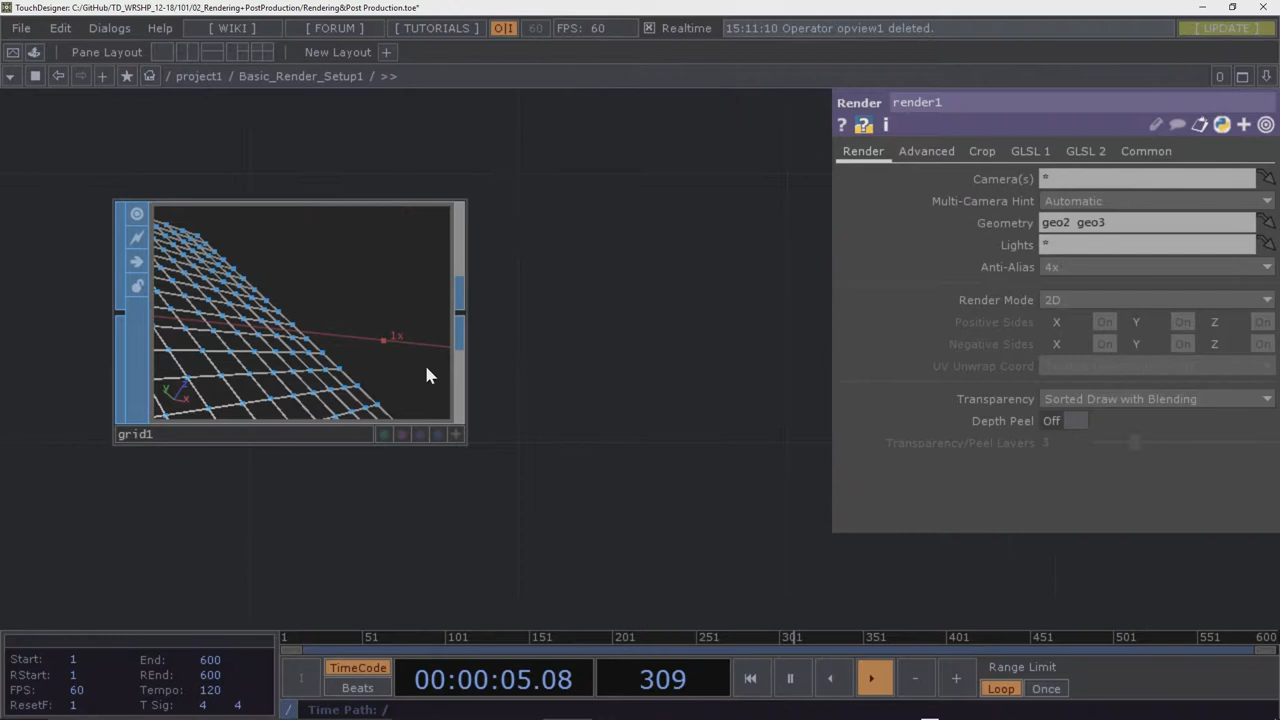 TouchDesigner: C:/GitHub/TD_WRSHP_12-18/101/02_Rendering+PostProduction/Rendering&Post Production.toe*
File Edit Dialogs Help [ WIKI ] [ FORUM ] [ TUTORIALS ] O|I 60 FPS: 60 Realtime 15:11:10 Operator opview1 deleted. [ UPDATE ]
Pane Layout New Layout +
/ project1 / Basic_Render_Setup1 / >> 0
Render render1
? ? i
Render Advanced Crop GLSL 1 GLSL 2 Common
Camera(s) *
Multi-Camera Hint Automatic
Geometry geo2 geo3
Lights *
Anti-Alias 4x
Render Mode 2D
Positive Sides X On Y On Z On
Negative Sides X On Y On Z On
UV Unwrap Coord
Transparency Sorted Draw with Blending
Depth Peel Off
Transparency/Peel Layers 3
1x
y z x
grid1
1 51 101 151 201 251 301 351 401 451 501 551 600
Start: 1 End: 600
RStart: 1 REnd: 600
FPS: 60 Tempo: 120
ResetF: 1 T Sig: 4 4
1 TimeCode
Beats
00:00:05.08 309
- +
Range Limit
Loop Once
/ Time Path: /